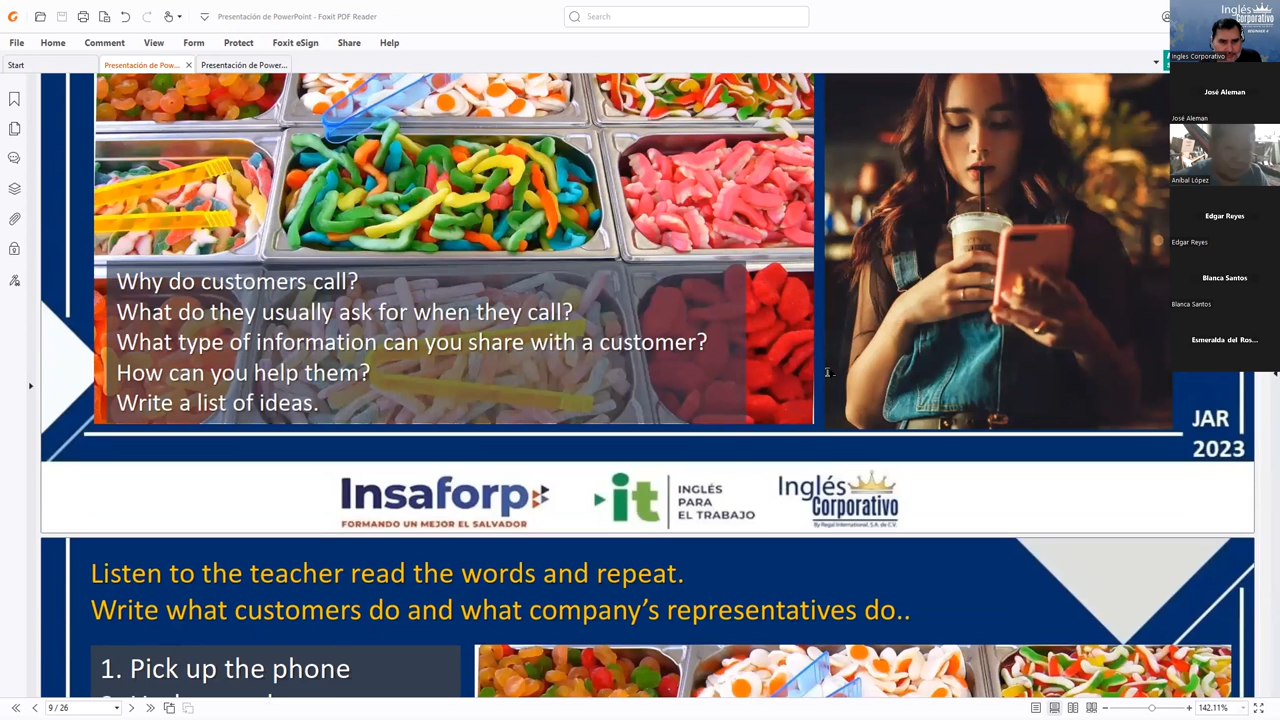 Presentación de PowerPoint - Foxit PDF Reader
Search
File Home Comment View Form Protect Foxit eSign Share Help
Start
Presentación de Pow...
Presentación de Power...
Why do customers call?
What do they usually ask for when they call?
What type of information can you share with a customer?
How can you help them?
Write a list of ideas.
JAR
2023
Insaforp
FORMANDO UN MEJOR EL SALVADOR
it
INGLÉS
PARA
EL TRABAJO
Inglés
Corporativo
By Regal International, S.A. de C.V.
Listen to the teacher read the words and repeat.
Write what customers do and what company's representatives do..
1. Pick up the phone
9 / 26
142.11%
Inglés
Corporativo
BEGINNER 4
Ingles Corporativo
José Aleman
José Aleman
Anibal López
Edgar Reyes
Edgar Reyes
Blanca Santos
Blanca Santos
Esmeralda del Ros...